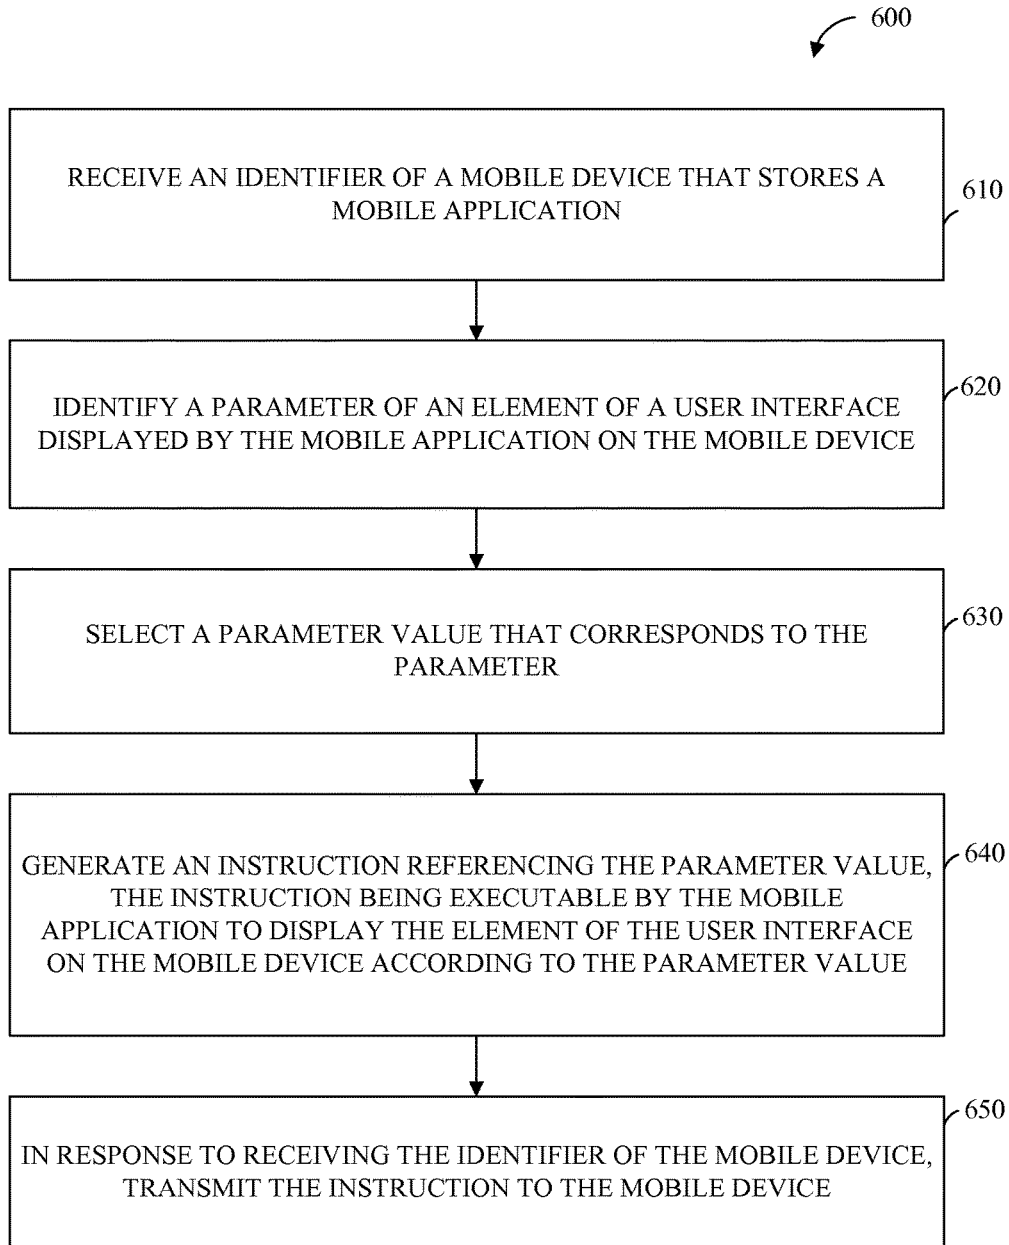 600
RECEIVE AN IDENTIFIER OF A MOBILE DEVICE THAT STORES A
MOBILE APPLICATION
610
IDENTIFY A PARAMETER OF AN ELEMENT OF A USER INTERFACE
DISPLAYED BY THE MOBILE APPLICATION ON THE MOBILE DEVICE
620
SELECT A PARAMETER VALUE THAT CORRESPONDS TO THE
PARAMETER
630
GENERATE AN INSTRUCTION REFERENCING THE PARAMETER VALUE,
THE INSTRUCTION BEING EXECUTABLE BY THE MOBILE
APPLICATION TO DISPLAY THE ELEMENT OF THE USER INTERFACE
ON THE MOBILE DEVICE ACCORDING TO THE PARAMETER VALUE
640
IN RESPONSE TO RECEIVING THE IDENTIFIER OF THE MOBILE DEVICE,
TRANSMIT THE INSTRUCTION TO THE MOBILE DEVICE
650